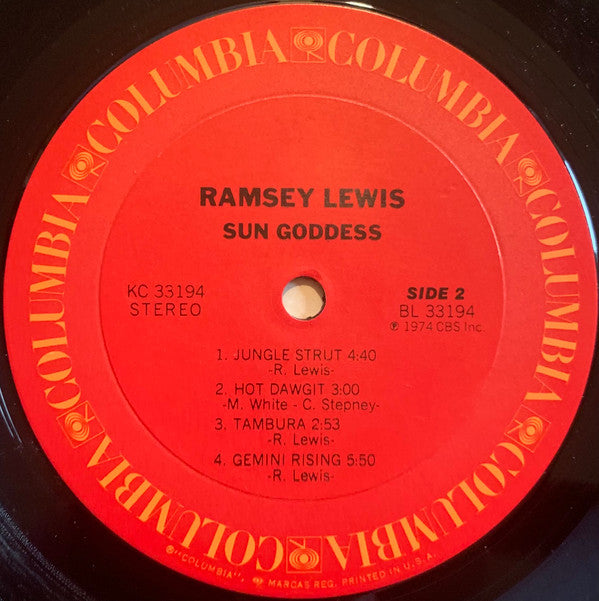 COLUMBIA COLUMBIA COLUMBIA COLUMBIA COLUMBIA COLUMBIA
RAMSEY LEWIS
SUN GODDESS
KC 33194
STEREO
SIDE 2
BL 33194
℗ 1974 CBS Inc.
1. JUNGLE STRUT 4:40
-R. Lewis-
2. HOT DAWGIT 3:00
-M. White - C. Stepney-
3. TAMBURA 2:53
-R. Lewis-
4. GEMINI RISING 5:50
-R. Lewis-
®"COLUMBIA", MARCAS REG. PRINTED IN U.S.A.